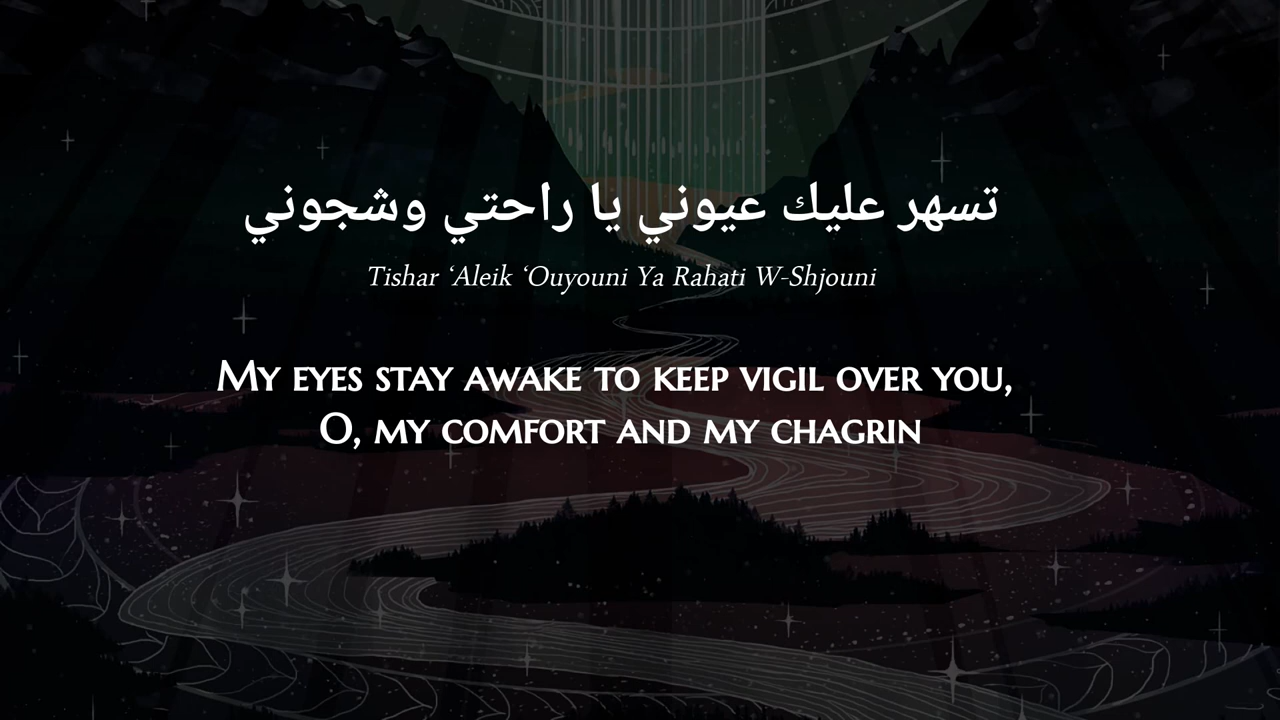 تسهر عليك عيوني يا راحتي وشجوني
Tishar ‘Aleik ‘Ouyouni Ya Rahati W-Shjouni
My eyes stay awake to keep vigil over you,
O, my comfort and my chagrin